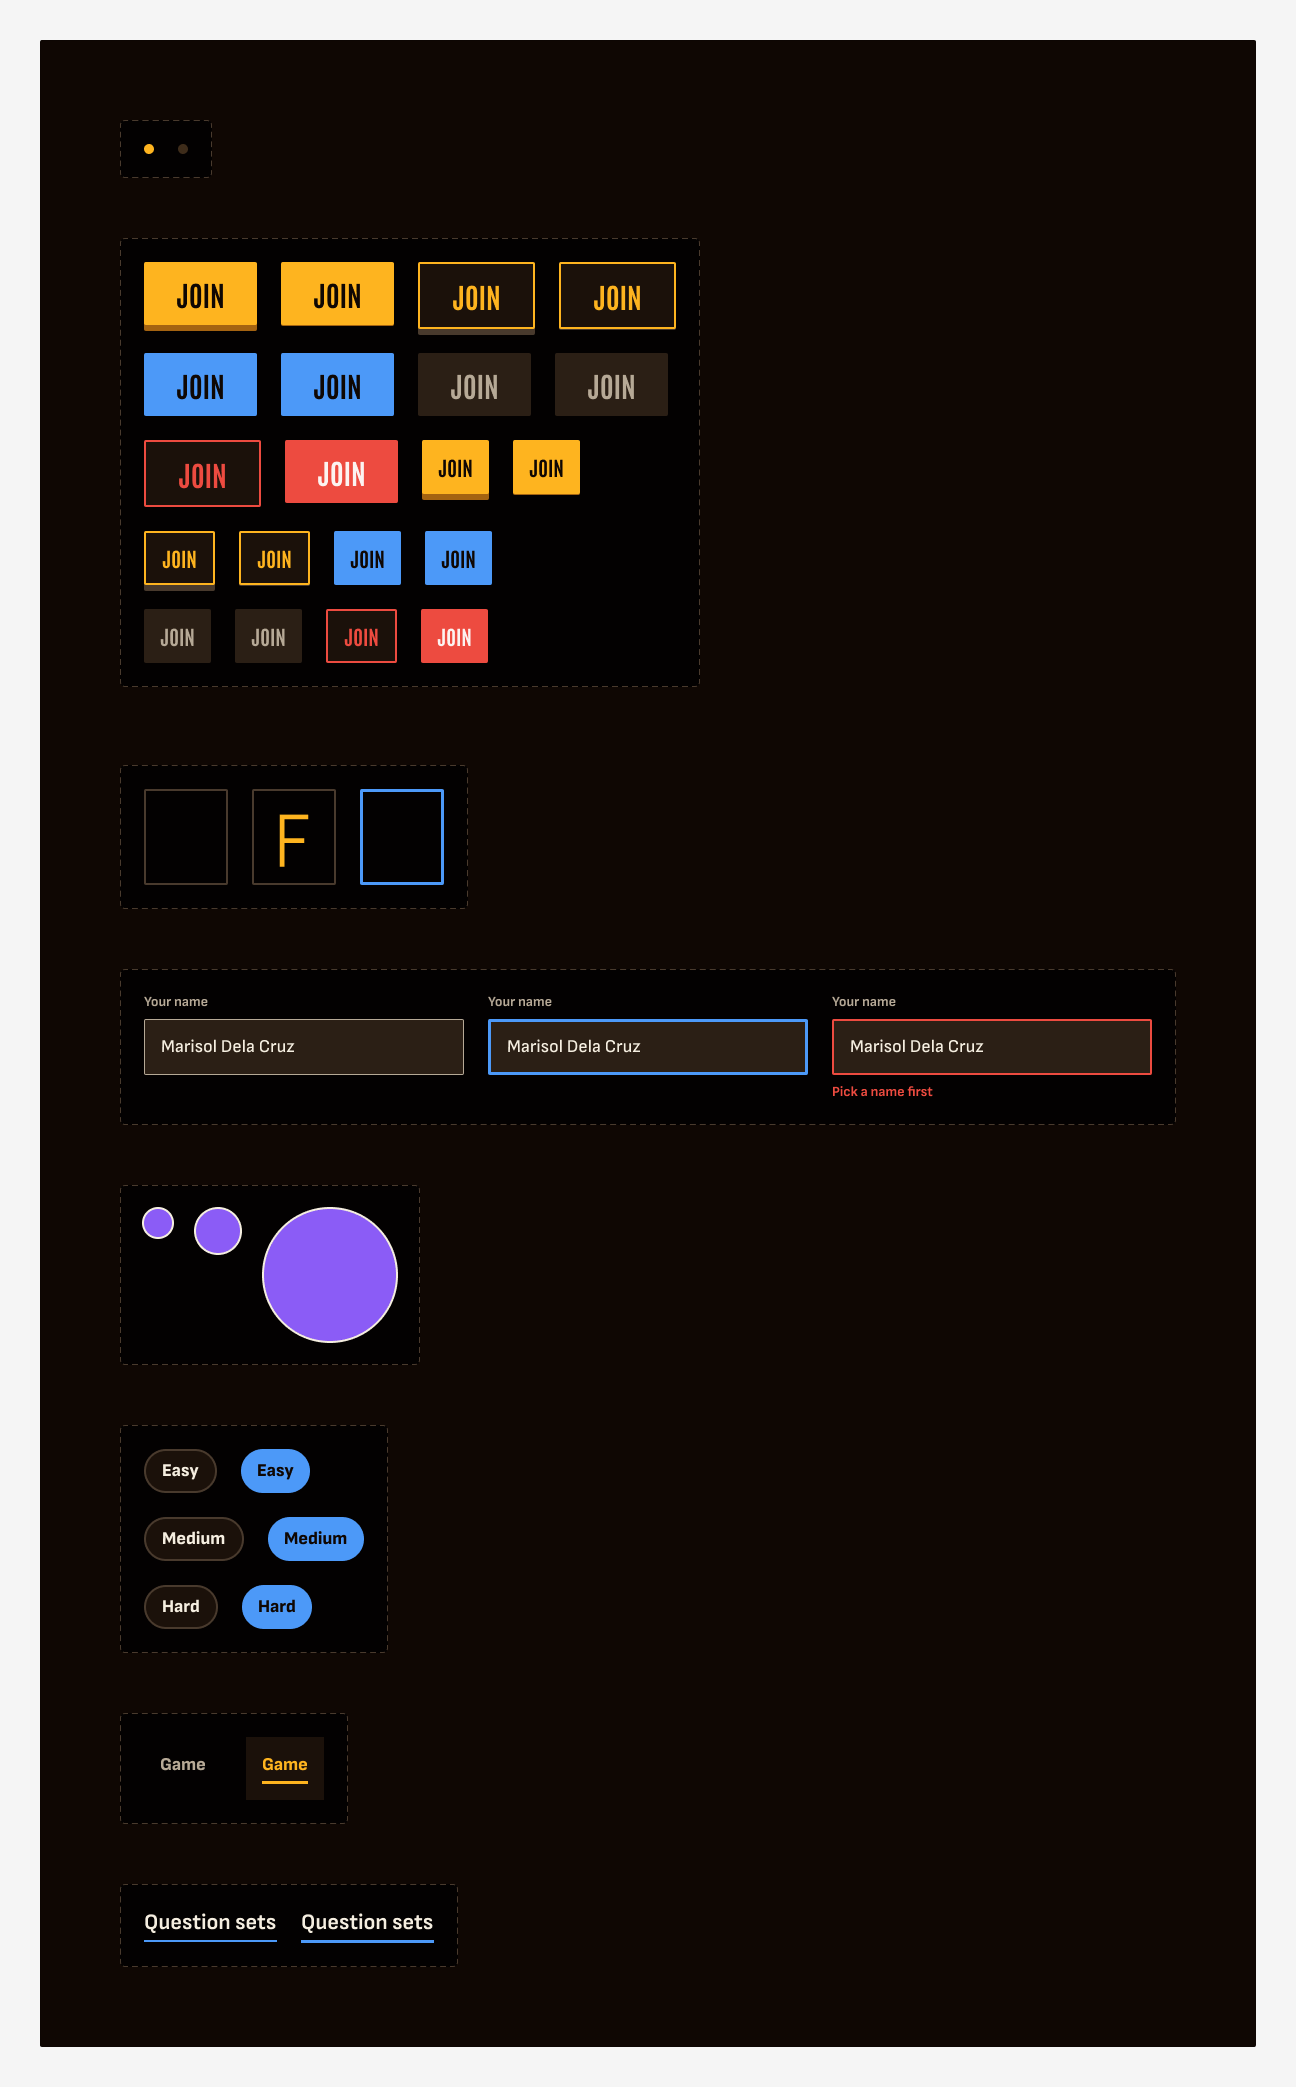 JOIN JOIN JOIN JOIN
JOIN JOIN JOIN JOIN
JOIN JOIN JOIN JOIN
JOIN JOIN JOIN JOIN
JOIN JOIN JOIN JOIN
F
Your name Your name Your name
Marisol Dela Cruz Marisol Dela Cruz Marisol Dela Cruz
Pick a name first
Easy Easy
Medium Medium
Hard Hard
Game Game
Question sets Question sets